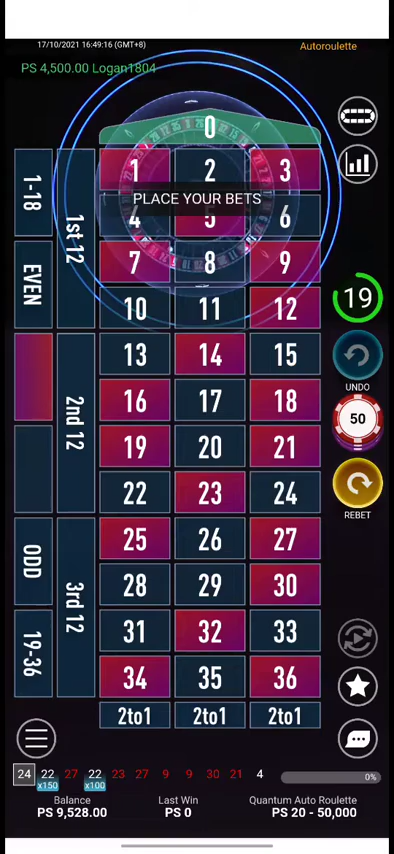 17/10/2021 16:49:16 (GMT+8)
Autoroulette
PS 4,500.00 Logan1804
0
1 2 3
PLACE YOUR BETS
4 5 6
7 8 9
10 11 12
13 14 15
16 17 18
19 20 21
22 23 24
25 26 27
28 29 30
31 32 33
34 35 36
2to1 2to1 2to1
1-18
EVEN
ODD
19-36
1st 12
2nd 12
3rd 12
19
UNDO
50
REBET
24 22 27 22 23 27 9 9 30 21 4
x150 x100
0%
Balance Last Win Quantum Auto Roulette
PS 9,528.00 PS 0 PS 20 - 50,000